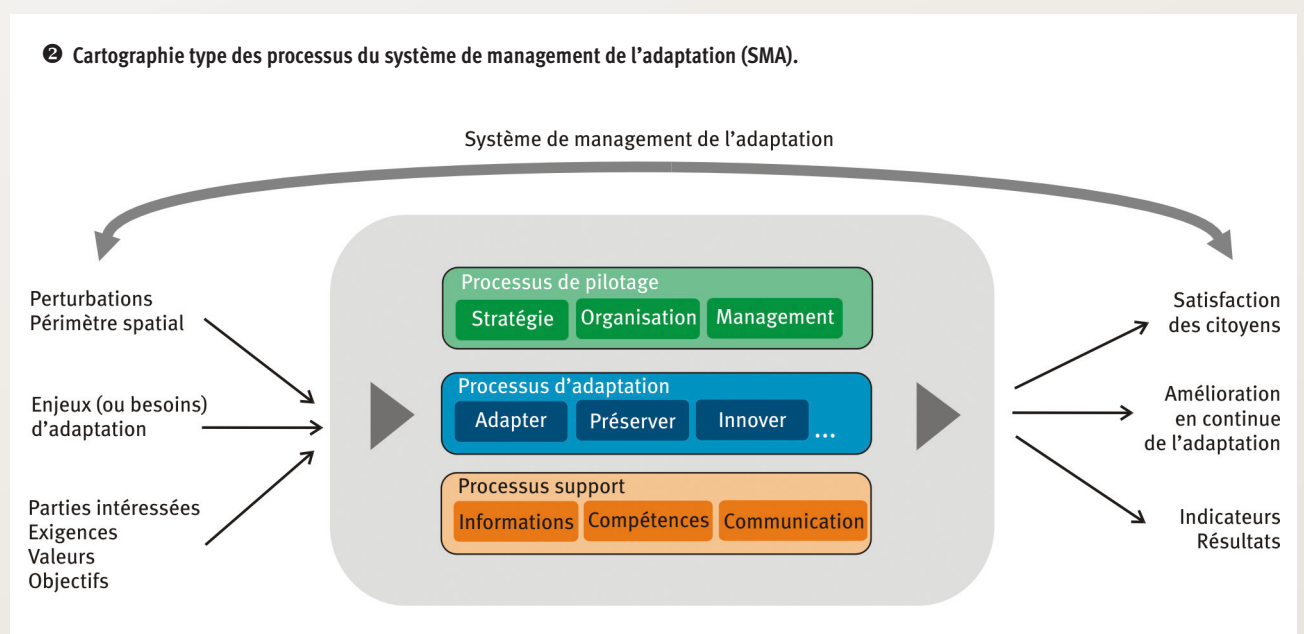 ❷ Cartographie type des processus du système de management de l’adaptation (SMA).
Système de management de l’adaptation
Perturbations
Périmètre spatial
Enjeux (ou besoins)
d’adaptation
Parties intéressées
Exigences
Valeurs
Objectifs
Processus de pilotage
Stratégie Organisation Management
Processus d’adaptation
Adapter Préserver Innover ...
Processus support
Informations Compétences Communication
Satisfaction
des citoyens
Amélioration
en continue
de l’adaptation
Indicateurs
Résultats